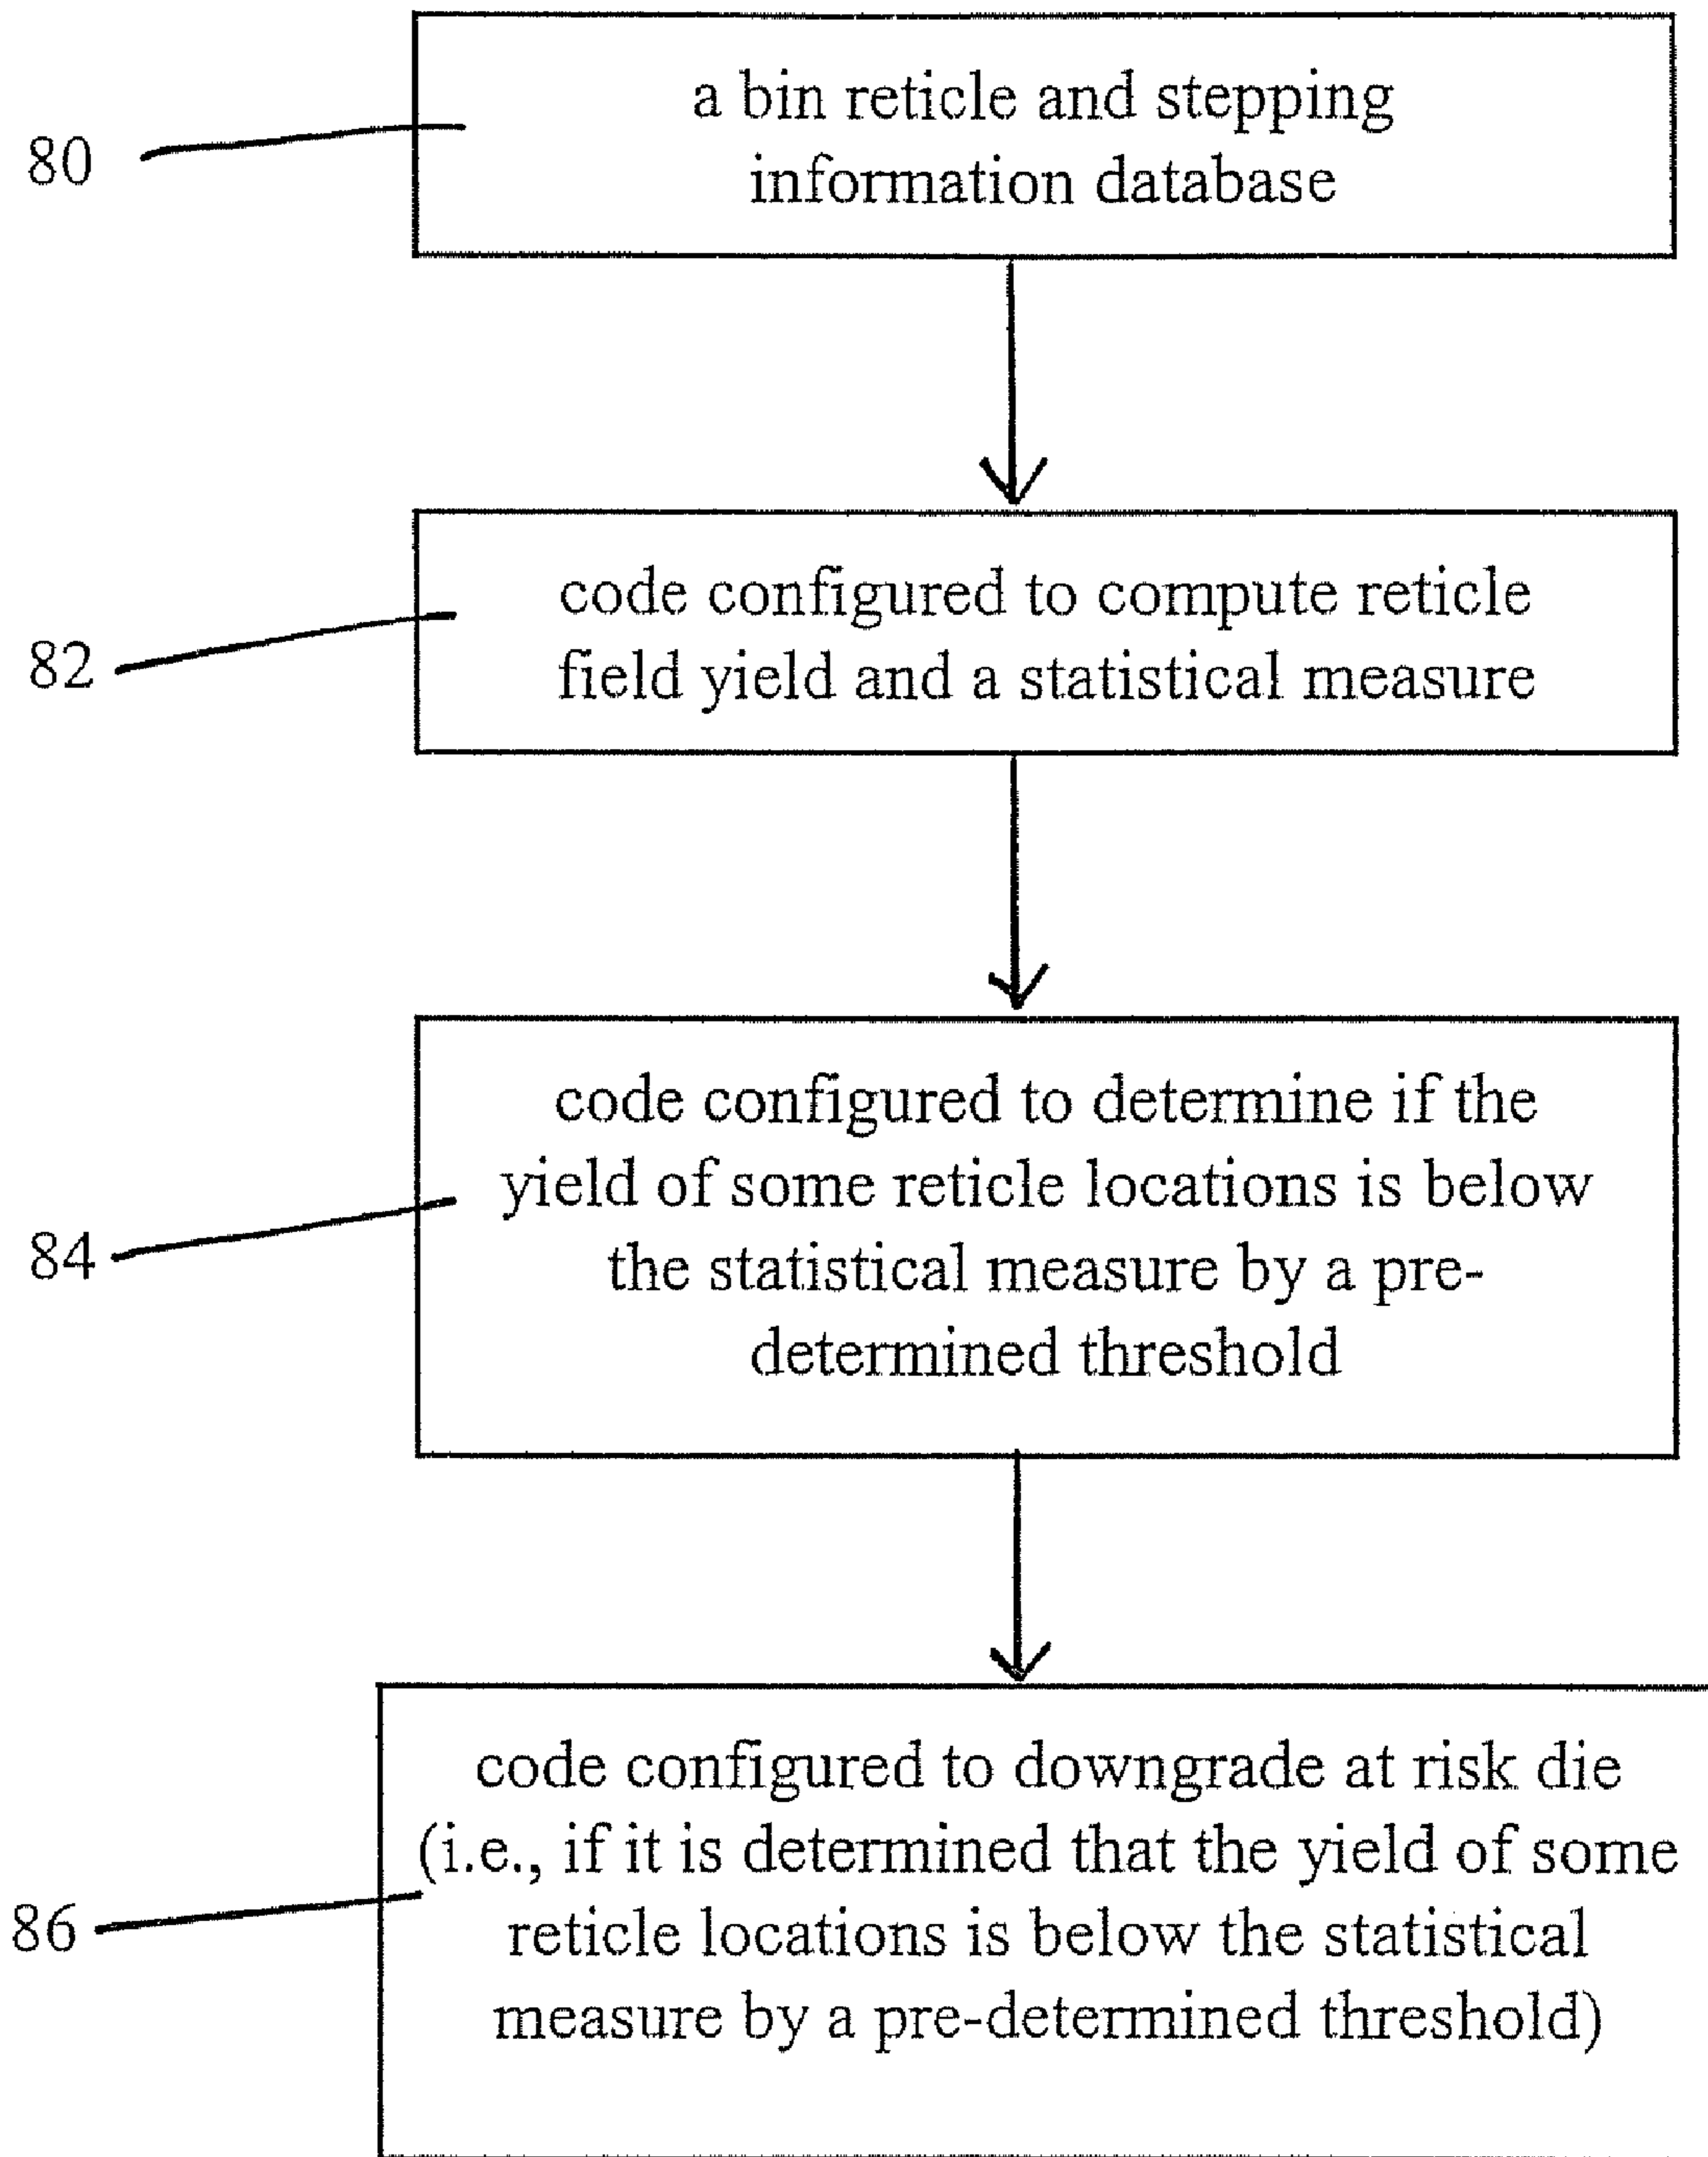 a bin reticle and stepping
information database
80
code configured to compute reticle
field yield and a statistical measure
82
code configured to determine if the
yield of some reticle locations is below
the statistical measure by a pre-
determined threshold
84
code configured to downgrade at risk die
(i.e., if it is determined that the yield of some
reticle locations is below the statistical
measure by a pre-determined threshold)
86